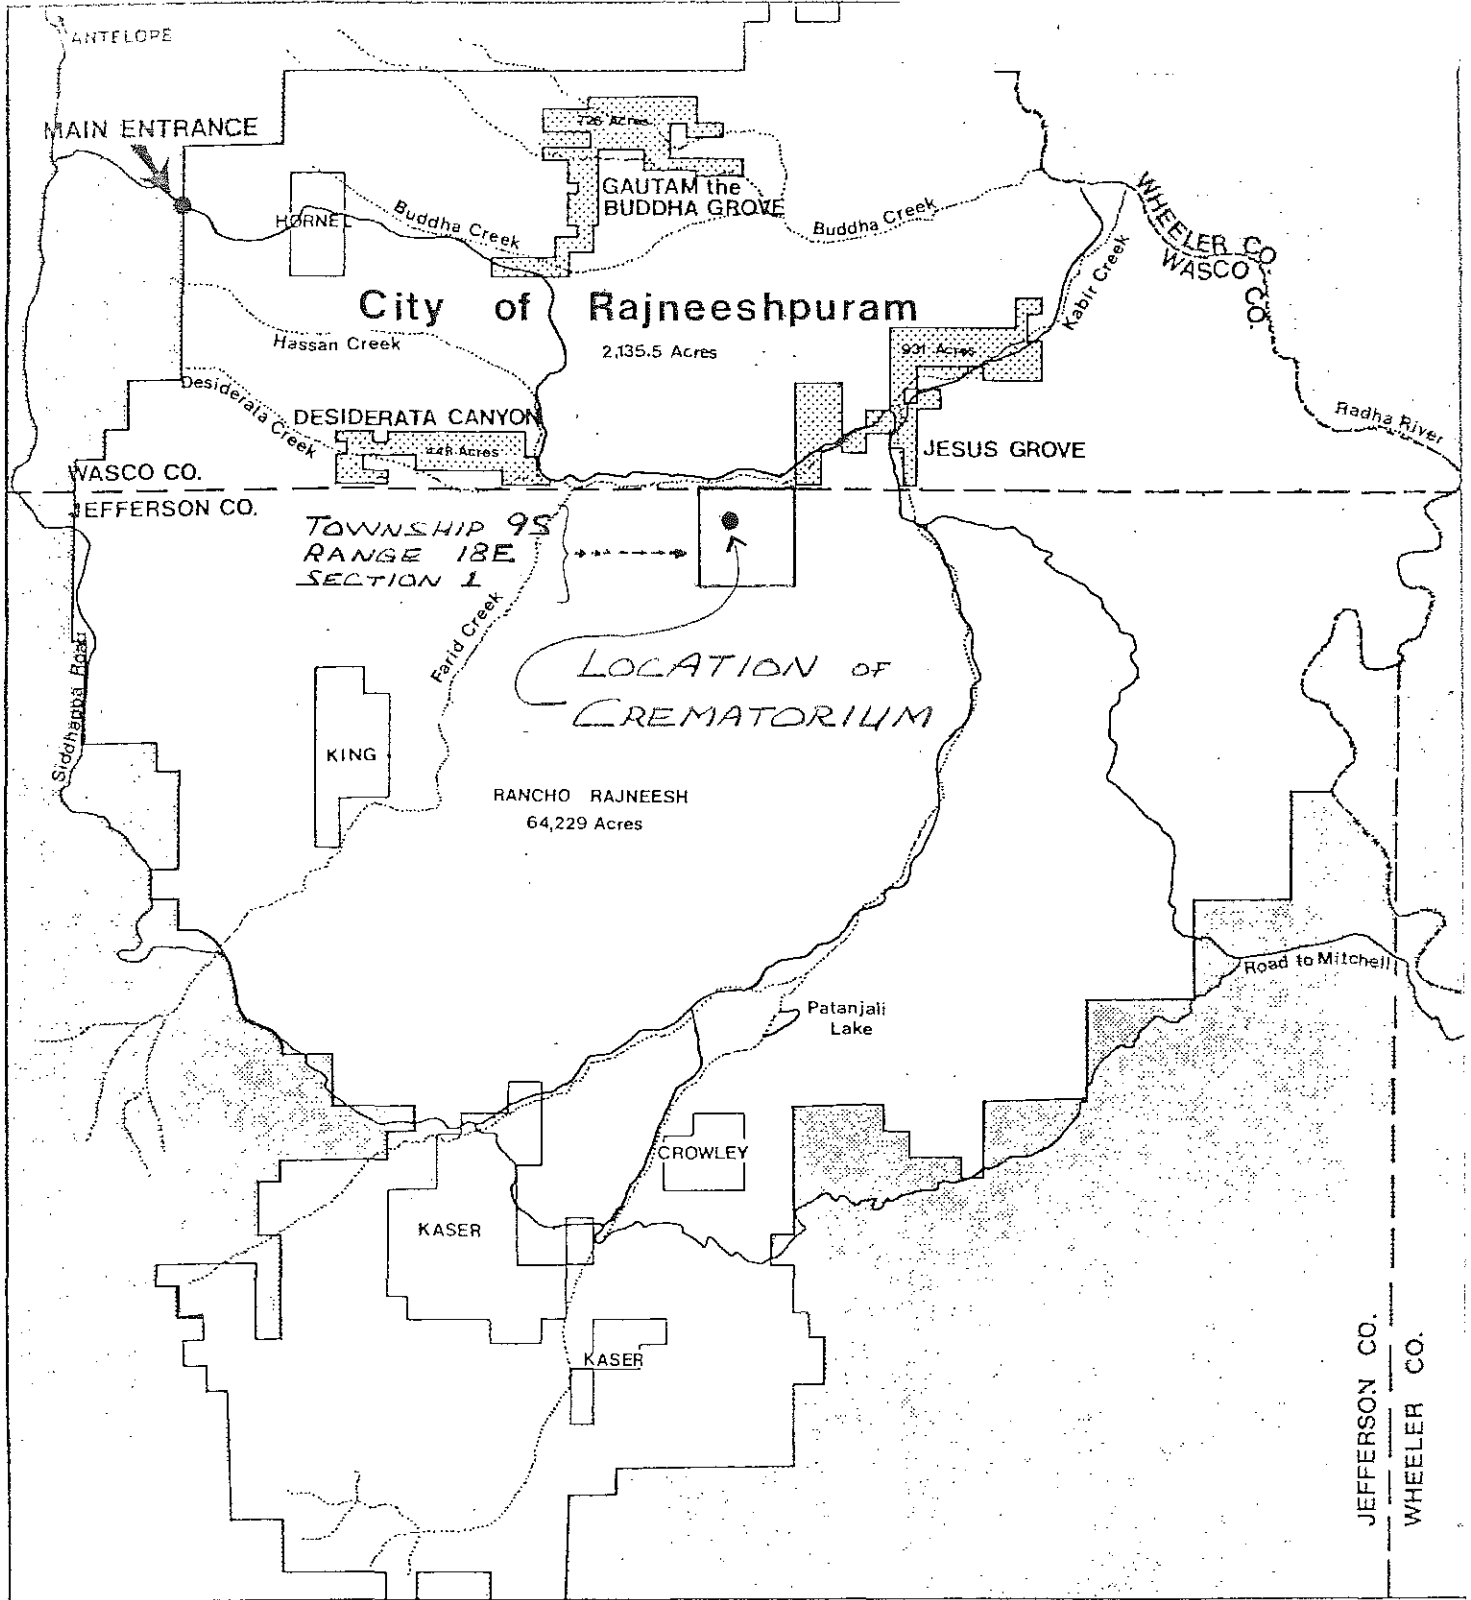 ANTELOPE
MAIN ENTRANCE
726 Acres
GAUTAM the
BUDDHA GROVE
HORNEL
Buddha Creek
Buddha Creek
WHEELER CO.
WASCO CO.
Kabir Creek
City of Rajneeshpuram
2,135.5 Acres
Hassan Creek
931 Acres
Desiderata Creek
DESIDERATA CANYON
448 Acres
Radha River
JESUS GROVE
WASCO CO.
JEFFERSON CO.
TOWNSHIP 9S
RANGE 18E
SECTION 1
Farid Creek
LOCATION OF
CREMATORIUM
Siddhartha Road
KING
RANCHO RAJNEESH
64,229 Acres
Road to Mitchell
Patanjali
Lake
CROWLEY
KASER
KASER
JEFFERSON CO.
WHEELER CO.